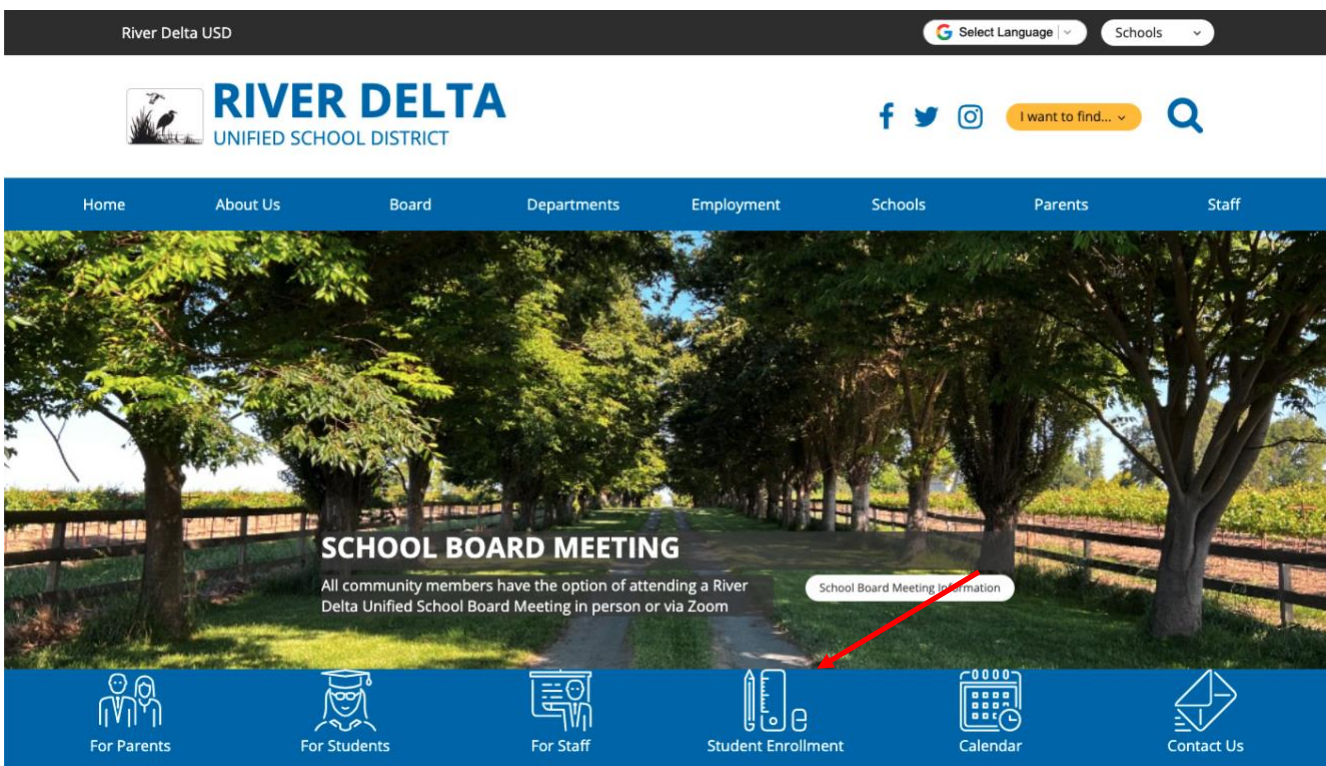 River Delta USD
Select Language
Schools
RIVER DELTA
UNIFIED SCHOOL DISTRICT
I want to find...
Home
About Us
Board
Departments
Employment
Schools
Parents
Staff
SCHOOL BOARD MEETING
All community members have the option of attending a River
Delta Unified School Board Meeting in person or via Zoom
School Board Meeting Information
For Parents
For Students
For Staff
Student Enrollment
Calendar
Contact Us